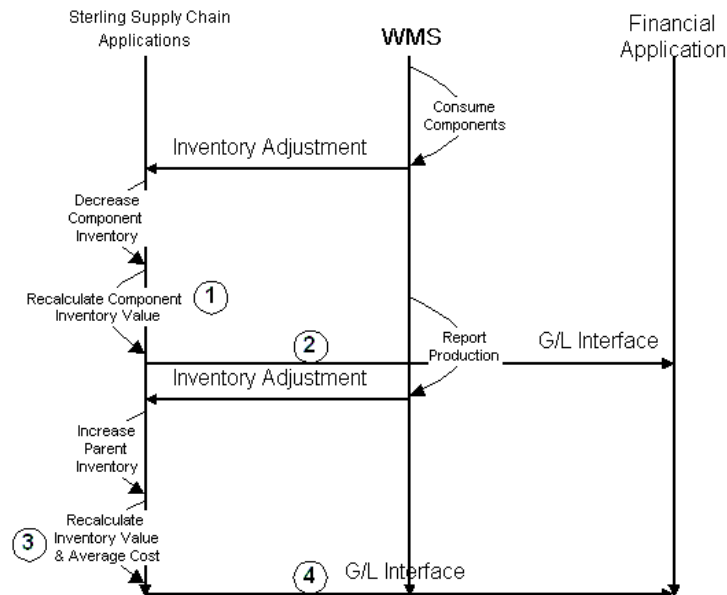 Sterling Supply Chain
Applications
WMS
Financial
Application
Consume
Components
Inventory Adjustment
Decrease
Component
Inventory
Recalculate Component
Inventory Value
1
Report
Production
2
G/L Interface
Inventory Adjustment
Increase
Parent
Inventory
3
Recalculate
Inventory Value
& Average Cost
4
G/L Interface